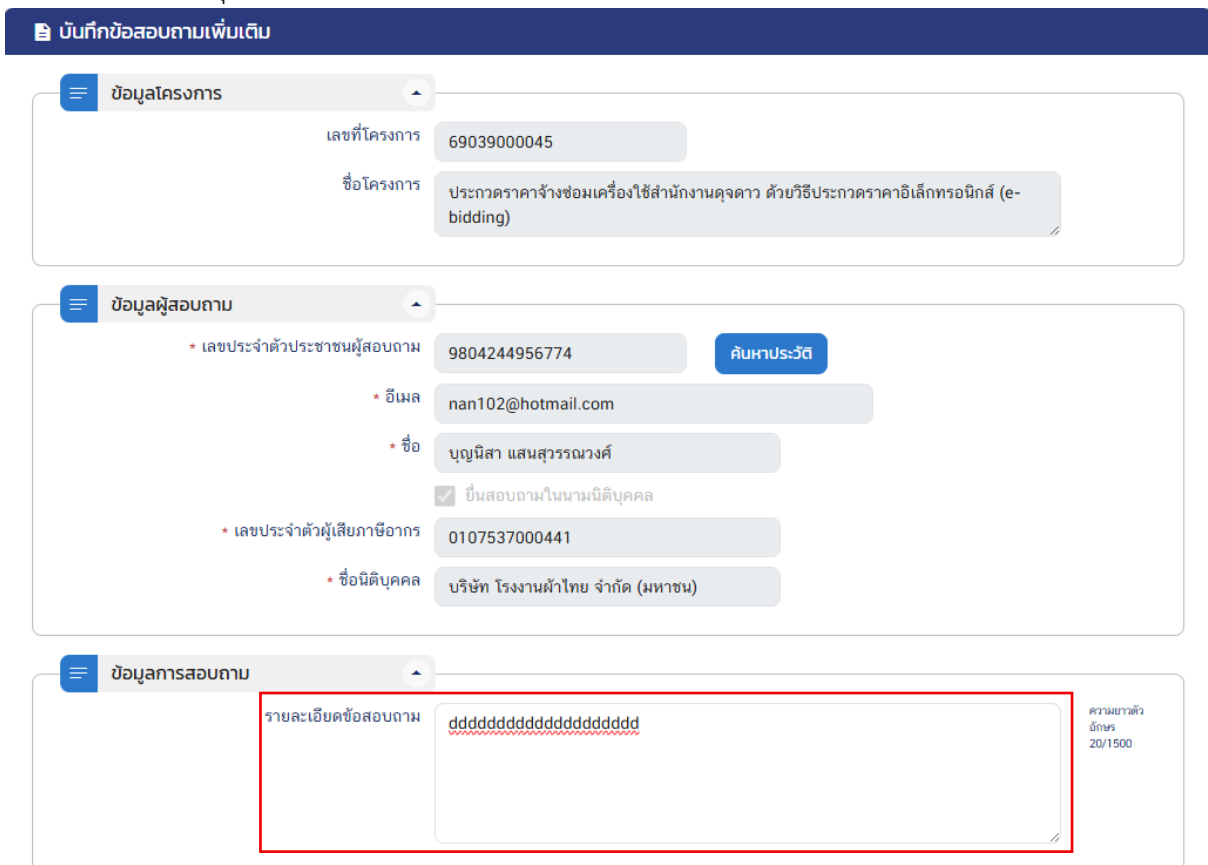 บันทึกข้อสอบถามเพิ่มเติม
ข้อมูลโครงการ
เลขที่โครงการ 69039000045
ชื่อโครงการ ประกวดราคาจ้างซ่อมเครื่องใช้สำนักงานดุจดาว ด้วยวิธีประกวดราคาอิเล็กทรอนิกส์ (e-
bidding)
ข้อมูลผู้สอบถาม
* เลขประจำตัวประชาชนผู้สอบถาม 9804244956774 ค้นหาประวัติ
* อีเมล nan102@hotmail.com
* ชื่อ บุญนิสา แสนสุวรรณวงศ์
ยื่นสอบถามในนามนิติบุคคล
* เลขประจำตัวผู้เสียภาษีอากร 0107537000441
* ชื่อนิติบุคคล บริษัท โรงงานผ้าไทย จำกัด (มหาชน)
ข้อมูลการสอบถาม
รายละเอียดข้อสอบถาม dddddddddddddddddddd
ความยาวตัว
อักษร
20/1500